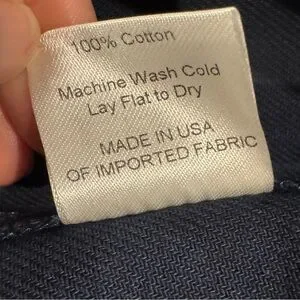 100% Cotton
Machine Wash Cold
Lay Flat to Dry
MADE IN USA
OF IMPORTED FABRIC